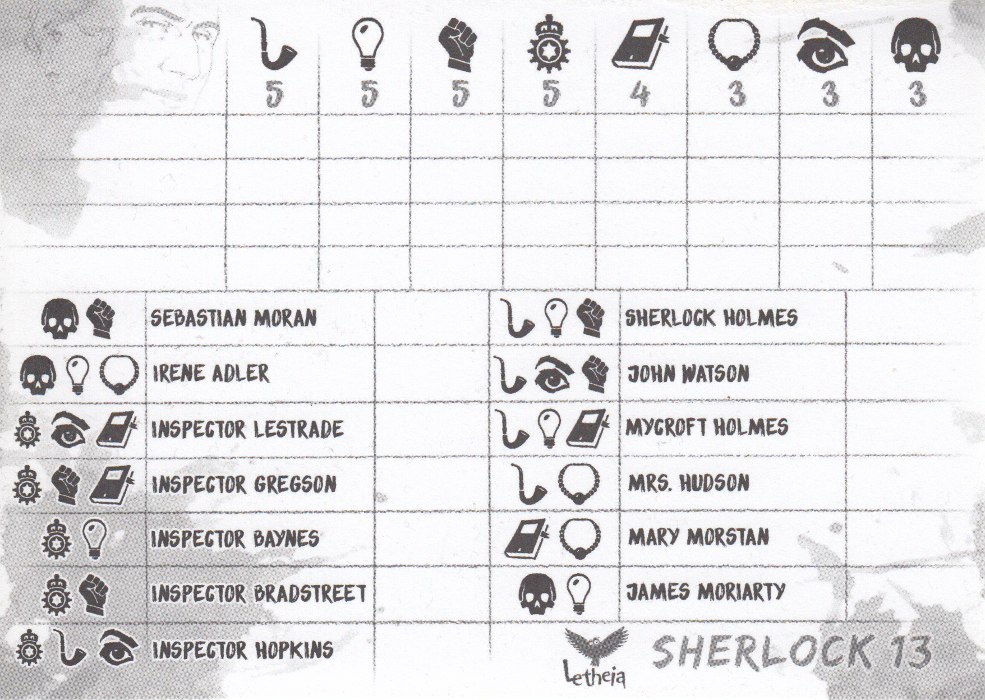 5 5 5 5 4 3 3 3
SEBASTIAN MORAN
IRENE ADLER
INSPECTOR LESTRADE
INSPECTOR GREGSON
INSPECTOR BAYNES
INSPECTOR BRADSTREET
INSPECTOR HOPKINS
SHERLOCK HOLMES
JOHN WATSON
MYCROFT HOLMES
MRS. HUDSON
MARY MORSTAN
JAMES MORIARTY
Letheia
SHERLOCK 13